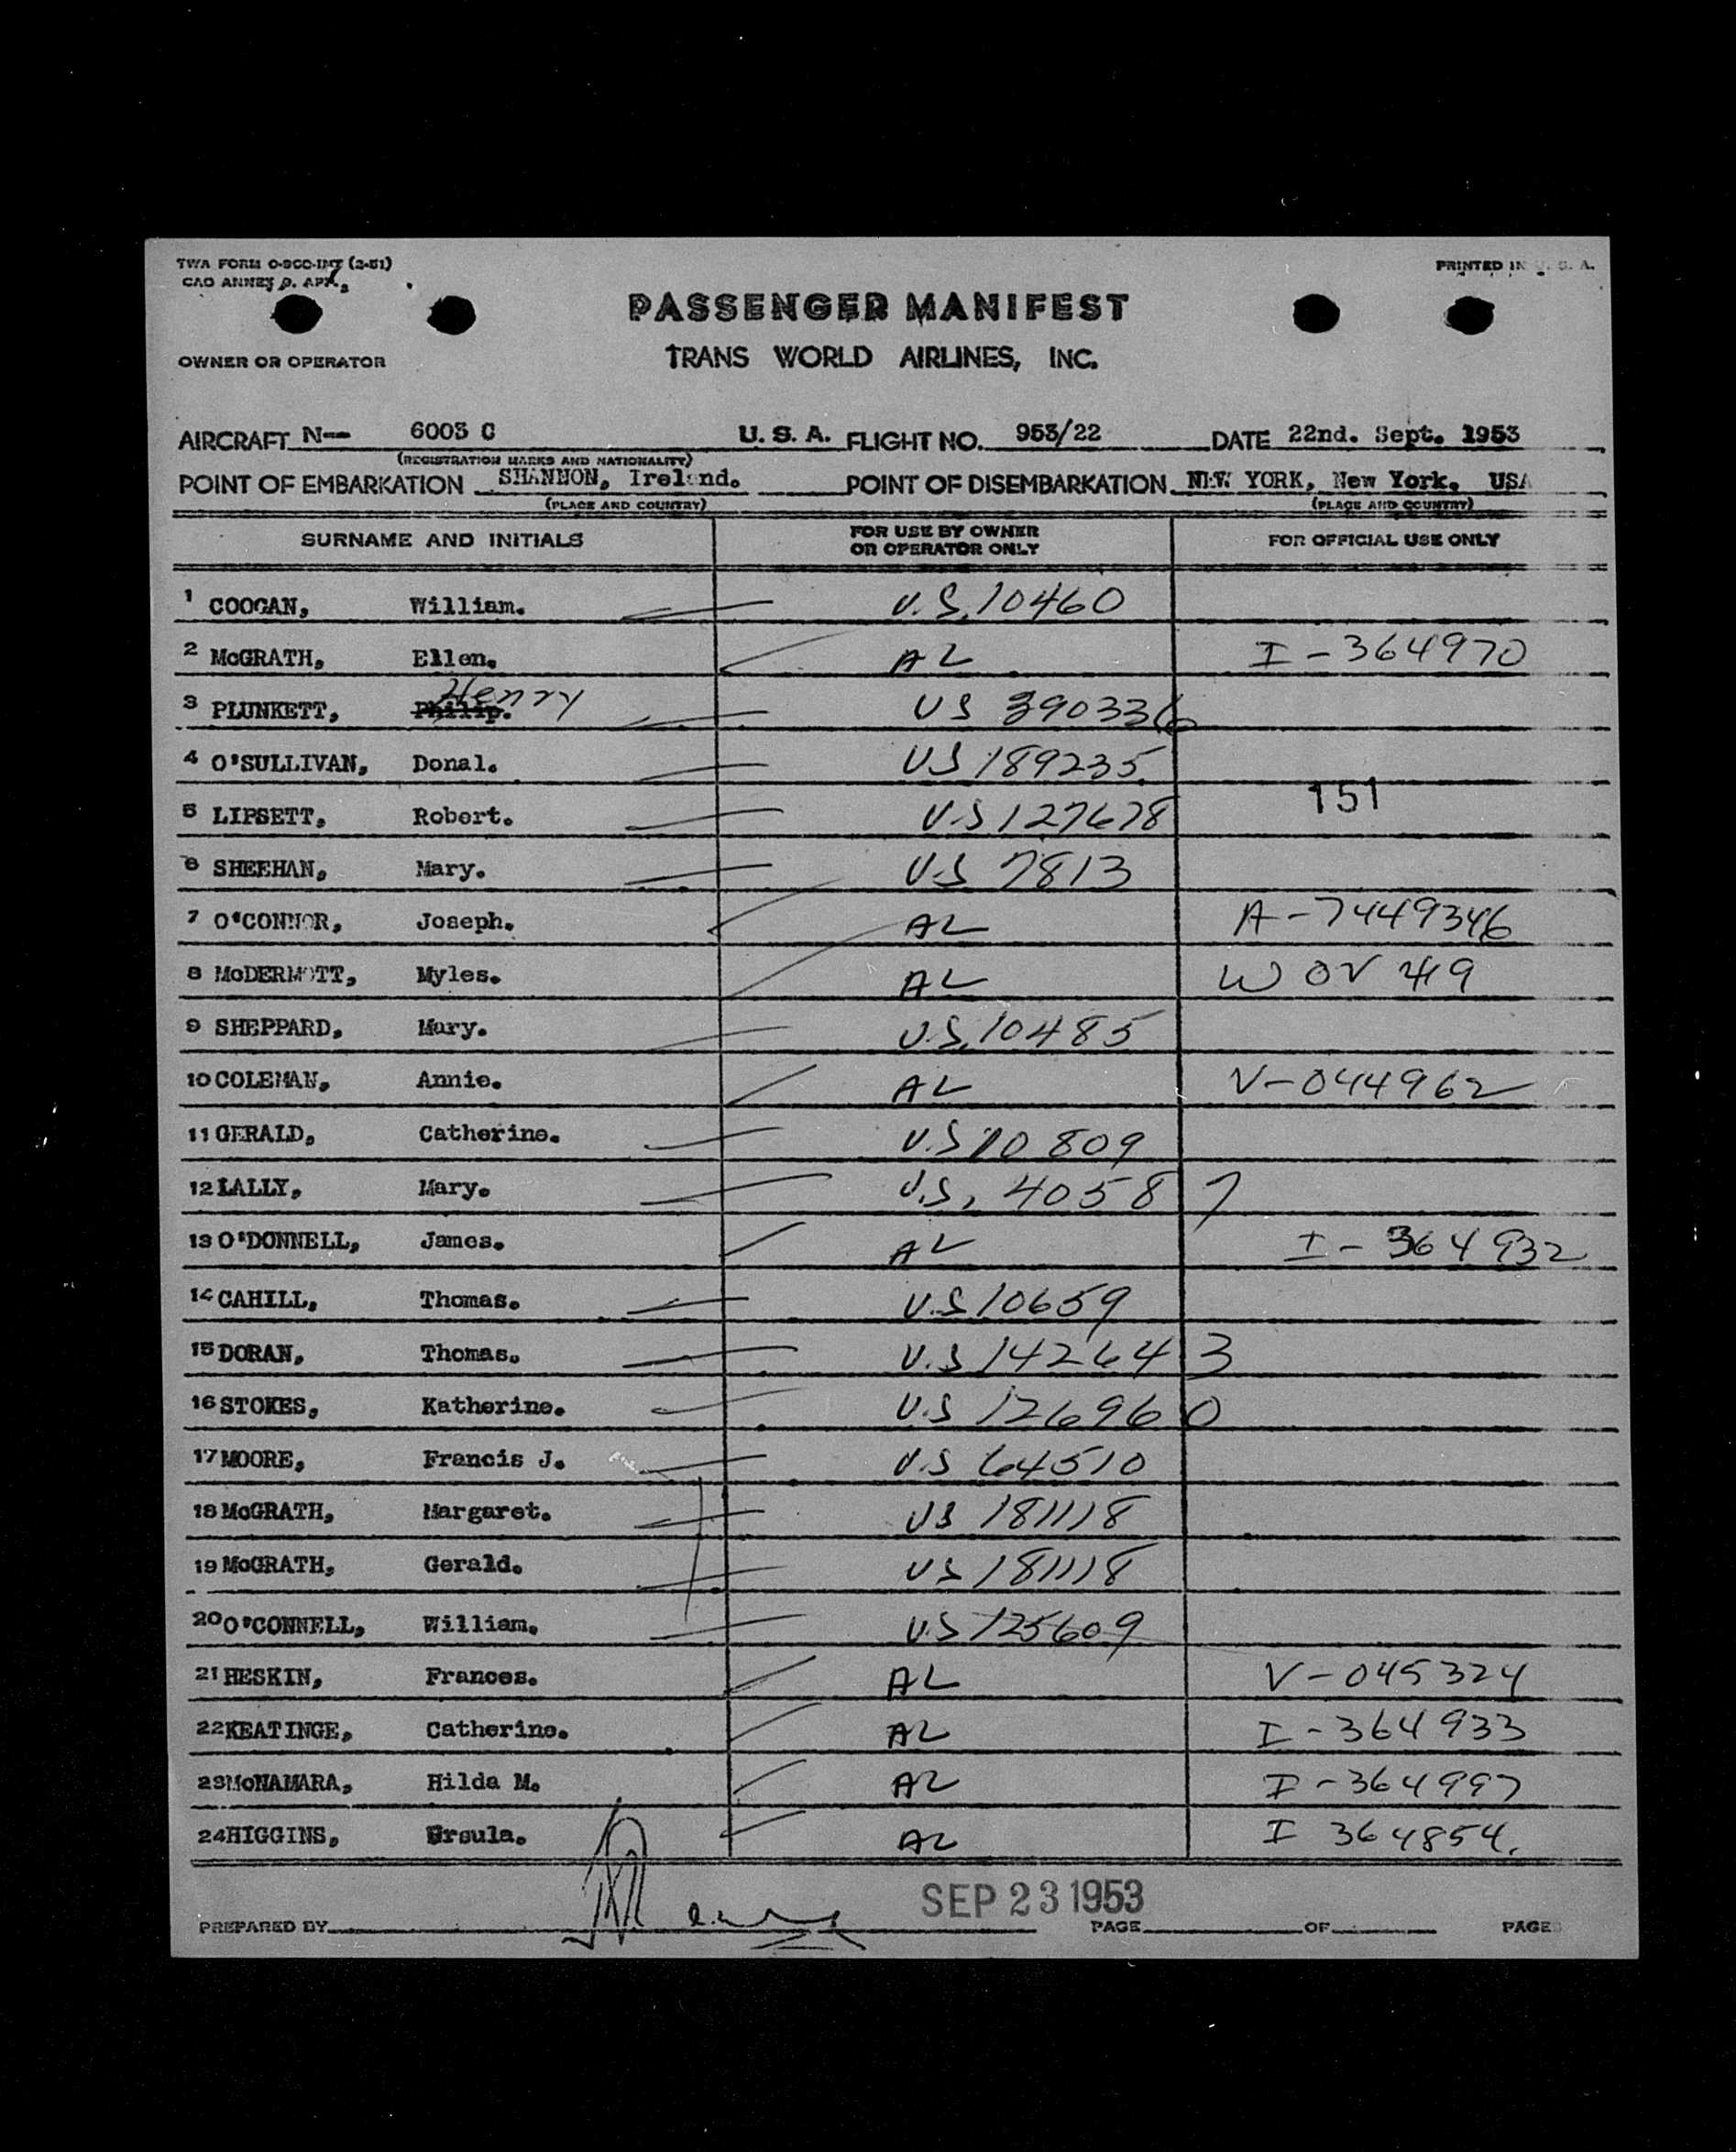 TWA FORM O-9CC-INT (2-51)
PRINTED IN U. S. A.
CAO ANNEX 9. APX.
PASSENGER MANIFEST
OWNER OR OPERATOR
TRANS WORLD AIRLINES, INC.
AIRCRAFT N-- 6003 C U. S. A. FLIGHT NO. 953/22 DATE 22nd. Sept. 1953
(REGISTRATION MARKS AND NATIONALITY)
POINT OF EMBARKATION SHANNON, Ireland. POINT OF DISEMBARKATION NEW YORK, New York, USA
(PLACE AND COUNTRY) (PLACE AND COUNTRY)
SURNAME AND INITIALS FOR USE BY OWNER OR OPERATOR ONLY FOR OFFICIAL USE ONLY
1 COOGAN, William. U.S. 10460
2 McGRATH, Ellen. AL I-364970
3 PLUNKETT, Philip. Henry US 390336
4 O'SULLIVAN, Donal. US 189235
5 LIPSETT, Robert. U.S 127678 151
6 SHEEHAN, Mary. U.S 7813
7 O'CONNOR, Joseph. AL A-7449346
8 McDERMOTT, Myles. AL W OV 419
9 SHEPPARD, Mary. U.S. 10485
10 COLEMAN, Annie. AL V-044962
11 GERALD, Catherine. U.S 10809
12 LALLY, Mary. U.S. 40587
13 O'DONNELL, James. AL I-364932
14 CAHILL, Thomas. U.S 10659
15 DORAN, Thomas. U.S 142643
16 STOKES, Katherine. U.S 126960
17 MOORE, Francis J. U.S 64510
18 McGRATH, Margaret. US 181118
19 McGRATH, Gerald. US 181118
20 O'CONNELL, William. U.S 125609
21 HESKIN, Frances. AL V-045324
22 KEATINGE, Catherine. AL I-364933
23 McNAMARA, Hilda M. AL I-364997
24 HIGGINS, Ursula. AL I 364854.
SEP 23 1953
PREPARED BY PAGE OF PAGES